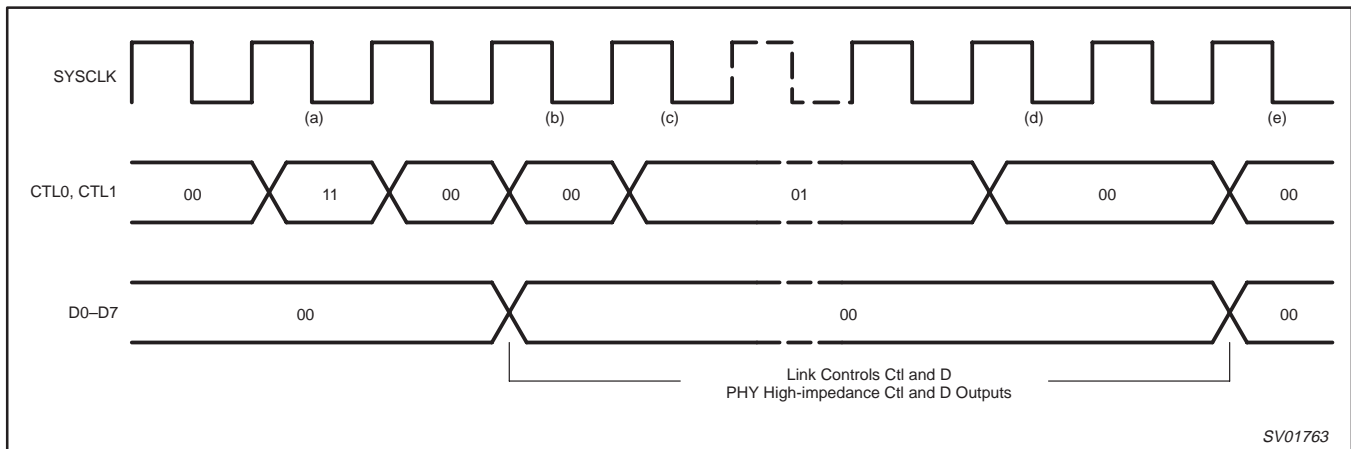 SYSCLK
(a) (b) (c) (d) (e)
CTL0, CTL1 00 11 00 00 01 00 00
D0–D7 00 00 00
Link Controls Ctl and D
PHY High-impedance Ctl and D Outputs
SV01763